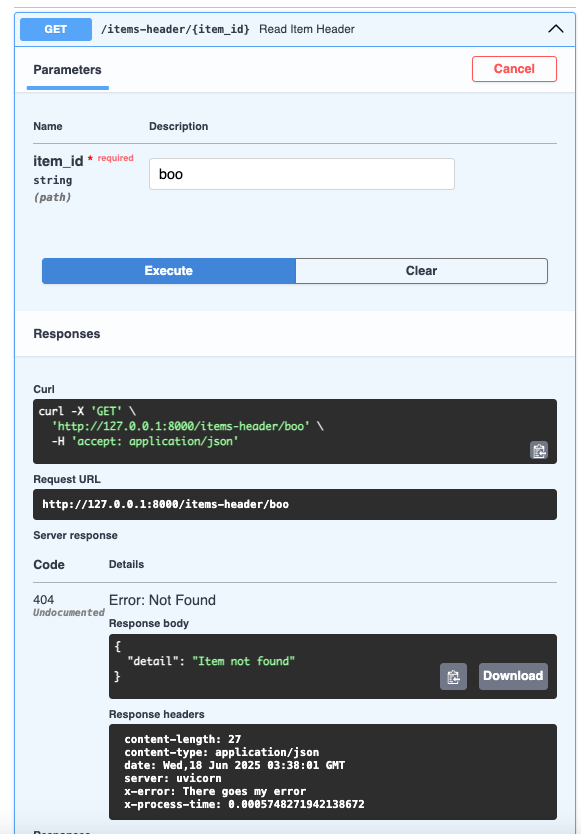 GET /items-header/{item_id} Read Item Header
Parameters
Cancel
Name Description
item_id * required
string
(path)
boo
Execute Clear
Responses
Curl
curl -X 'GET' \
'http://127.0.0.1:8000/items-header/boo' \
-H 'accept: application/json'
Request URL
http://127.0.0.1:8000/items-header/boo
Server response
Code Details
404
Undocumented
Error: Not Found
Response body
{
"detail": "Item not found"
}
Download
Response headers
content-length: 27
content-type: application/json
date: Wed,18 Jun 2025 03:38:01 GMT
server: uvicorn
x-error: There goes my error
x-process-time: 0.0005748271942138672